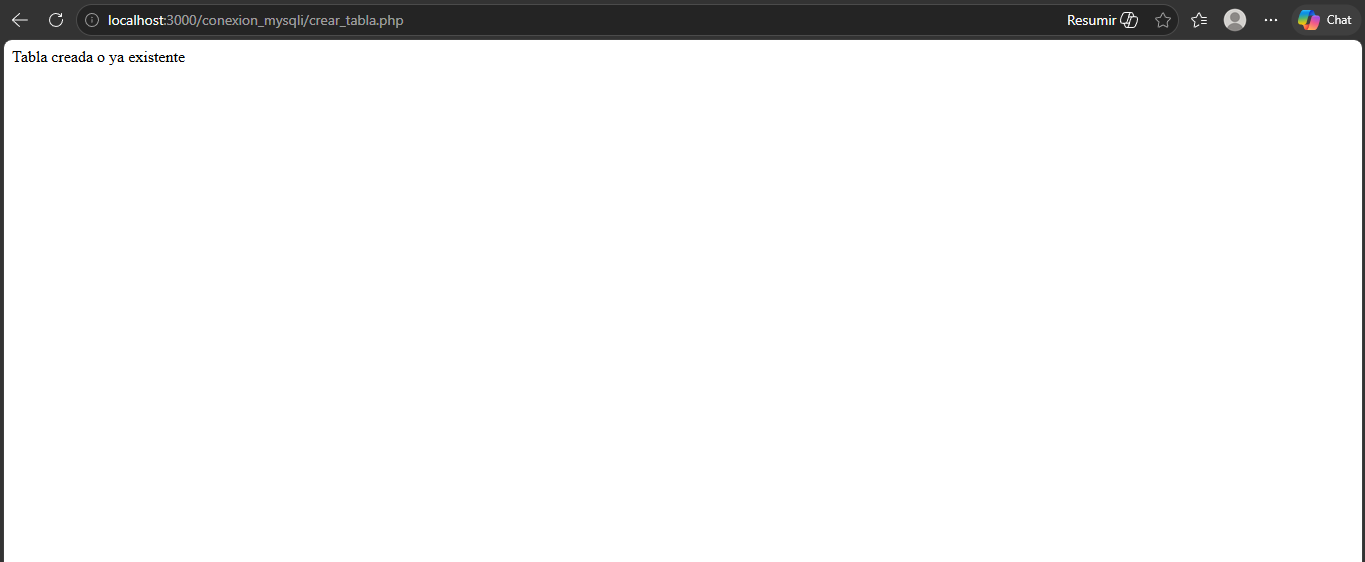 localhost:3000/conexion_mysqli/crear_tabla.php
Resumir
Chat
Tabla creada o ya existente